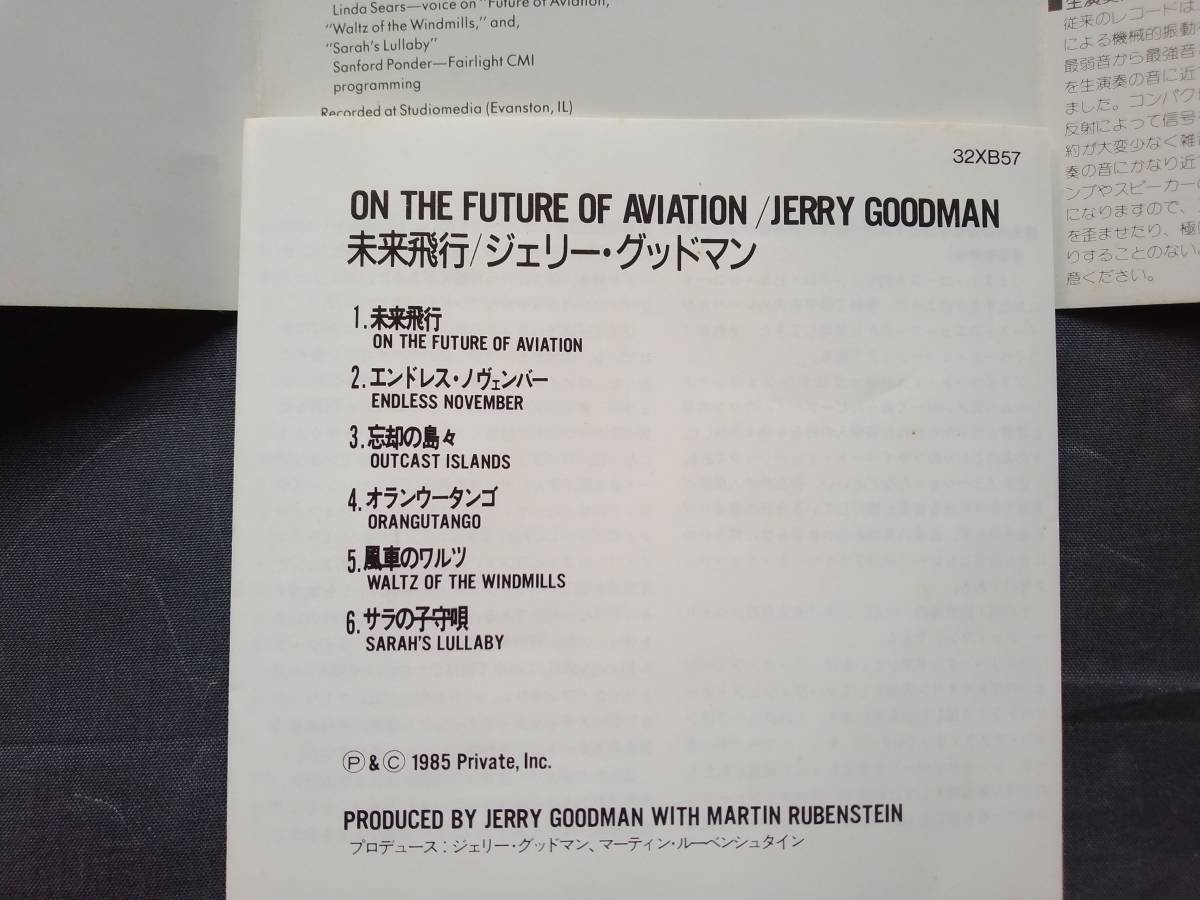 Linda Sears—voice on "Future of Aviation,"
"Waltz of the Windmills," and,
"Sarah's Lullaby"
Sanford Ponder—Fairlight CMI
programming
Recorded at Studiomedia (Evanston, IL)
従来のレコードは
による機械的振動
最弱音から最強音
を生演奏の音に近
ました。コンパク
反射によって信号
約が大変少なく雑
奏の音にかなり近
ンプやスピーカーの
になりますので、
を歪ませたり、極
りすることのない
意ください。
32XB57
ON THE FUTURE OF AVIATION/JERRY GOODMAN
未来飛行/ジェリー・グッドマン
1.未来飛行
ON THE FUTURE OF AVIATION
2.エンドレス・ノヴェンバー
ENDLESS NOVEMBER
3.忘却の島々
OUTCAST ISLANDS
4.オランウータンゴ
ORANGUTANGO
5.風車のワルツ
WALTZ OF THE WINDMILLS
6.サラの子守唄
SARAH'S LULLABY
Ⓟ&Ⓒ 1985 Private, Inc.
PRODUCED BY JERRY GOODMAN WITH MARTIN RUBENSTEIN
プロデュース:ジェリー・グッドマン、マーティン・ルーベンシュタイン